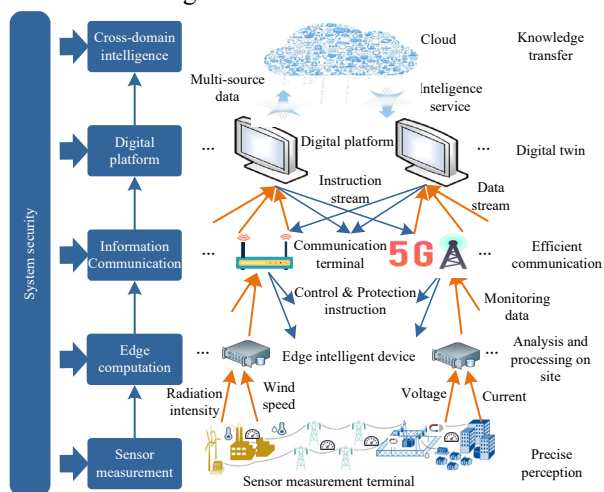 Cross-domain
intelligence
Cloud
Knowledge
transfer
Multi-source
data
Inteligence
service
Digital
platform
...
Digital platform
...
Digital twin
Instruction
stream
Data
stream
System security
Information
Communication
...
Communication
terminal
5G
...
Efficient
communication
Control & Protection
instruction
Monitoring
data
Edge
computation
...
Edge intelligent device
...
Analysis and
processing on
site
Radiation
intensity
Wind
speed
Voltage
Current
Sensor
measurement
Sensor measurement terminal
Precise
perception